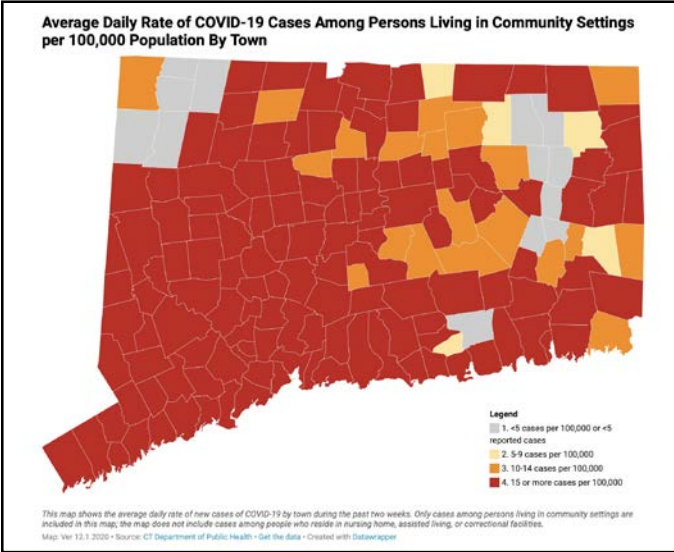 Average Daily Rate of COVID-19 Cases Among Persons Living in Community Settings
per 100,000 Population By Town
Legend
1. <5 cases per 100,000 or <5
reported cases
2. 5-9 cases per 100,000
3. 10-14 cases per 100,000
4. 15 or more cases per 100,000
This map shows the average daily rate of new cases of COVID-19 by town during the past two weeks. Only cases among persons living in community settings are
included in this map; the map does not include cases among people who reside in nursing home, assisted living, or correctional facilities.
Map: Ver 12.1.2020 • Source: CT Department of Public Health • Get the data • Created with Datawrapper